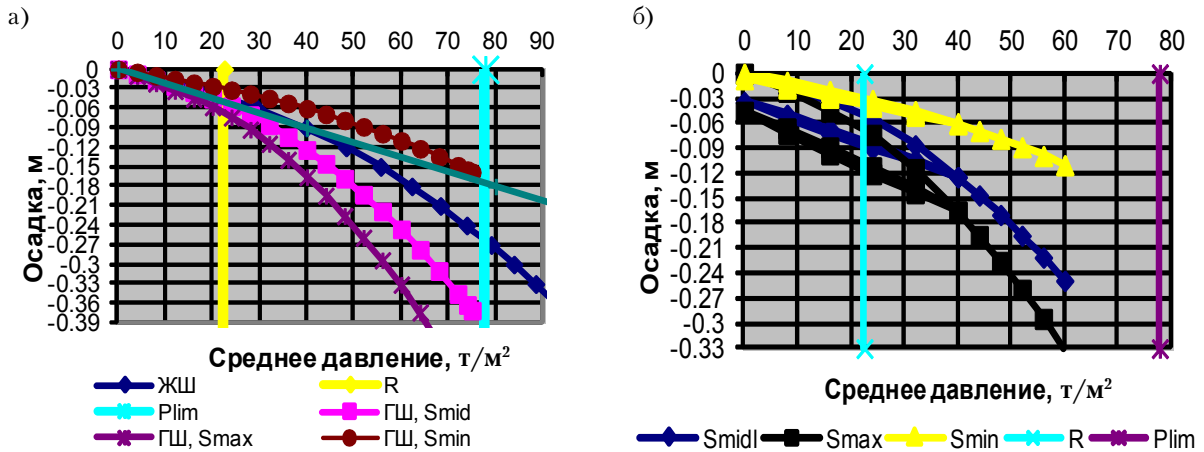 а)
0 10 20 30 40 50 60 70 80 90
0
-0.03
-0.06
-0.09
-0.12
-0.15
-0.18
-0.21
-0.24
-0.27
-0.3
-0.33
-0.36
-0.39
Осадка, м
Среднее давление, т/м²
ЖШ R
Plim ГШ, Smid
ГШ, Smax ГШ, Smin
б)
0 10 20 30 40 50 60 70 80
0
-0.03
-0.06
-0.09
-0.12
-0.15
-0.18
-0.21
-0.24
-0.27
-0.3
-0.33
Осадка, м
Среднее давление, т/м²
Smidl Smax Smin R Plim